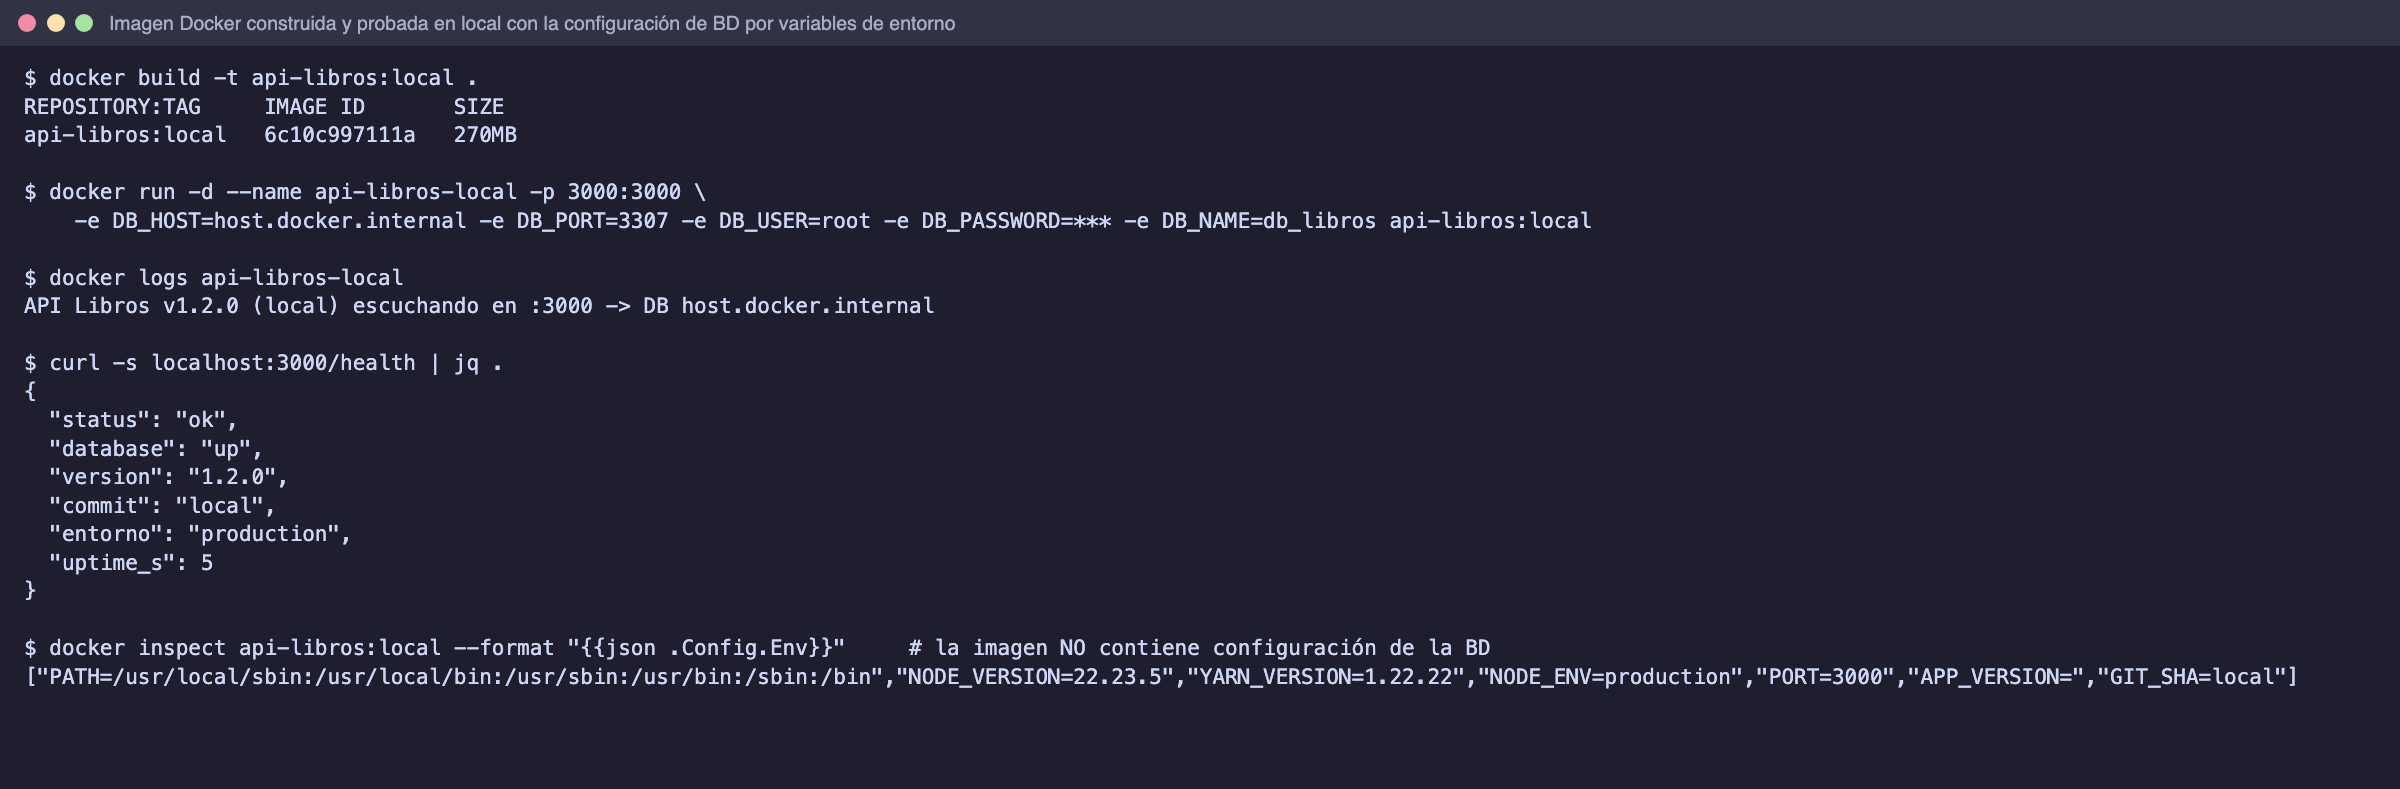 Imagen Docker construida y probada en local con la configuración de BD por variables de entorno
$ docker build -t api-libros:local .
REPOSITORY:TAG     IMAGE ID       SIZE
api-libros:local   6c10c997111a   270MB
$ docker run -d --name api-libros-local -p 3000:3000 \
    -e DB_HOST=host.docker.internal -e DB_PORT=3307 -e DB_USER=root -e DB_PASSWORD=*** -e DB_NAME=db_libros api-libros:local
$ docker logs api-libros-local
API Libros v1.2.0 (local) escuchando en :3000 -> DB host.docker.internal
$ curl -s localhost:3000/health | jq .
{
  "status": "ok",
  "database": "up",
  "version": "1.2.0",
  "commit": "local",
  "entorno": "production",
  "uptime_s": 5
}
$ docker inspect api-libros:local --format "{{json .Config.Env}}"     # la imagen NO contiene configuración de la BD
["PATH=/usr/local/sbin:/usr/local/bin:/usr/sbin:/usr/bin:/sbin:/bin","NODE_VERSION=22.23.5","YARN_VERSION=1.22.22","NODE_ENV=production","PORT=3000","APP_VERSION=","GIT_SHA=local"]